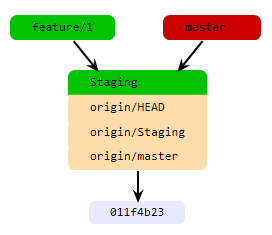 feature/1
master
Staging
origin/HEAD
origin/Staging
origin/master
011f4b23